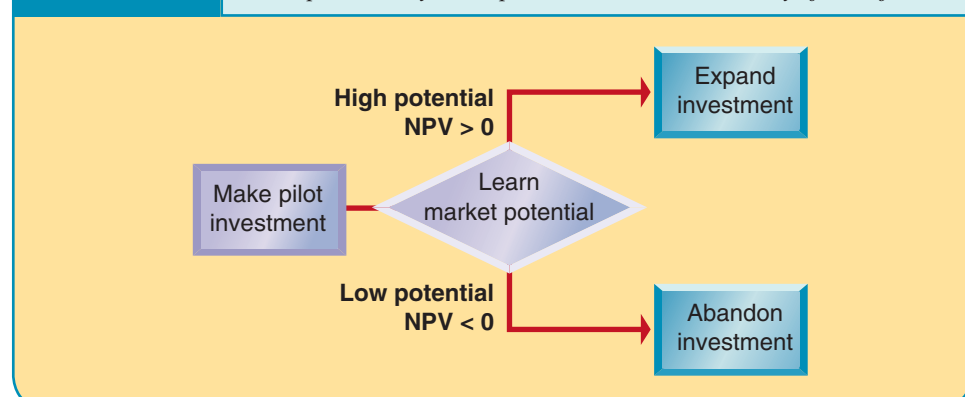 High potential
NPV > 0
Expand
investment
Make pilot
investment
Learn
market potential
Low potential
NPV < 0
Abandon
investment